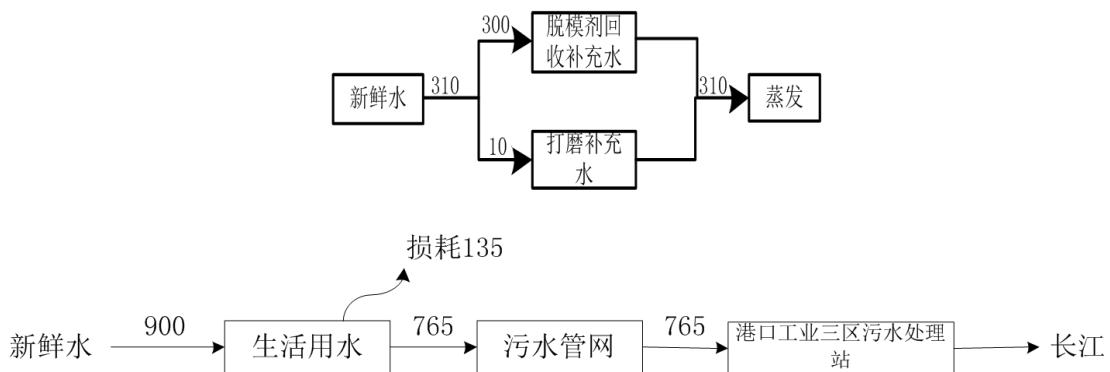 300
脱模剂回
收补充水
新鲜水
310
310
蒸发
10
打磨补充
水
损耗135
新鲜水
900
生活用水
765
污水管网
765
港口工业三区污水处理
站
长江